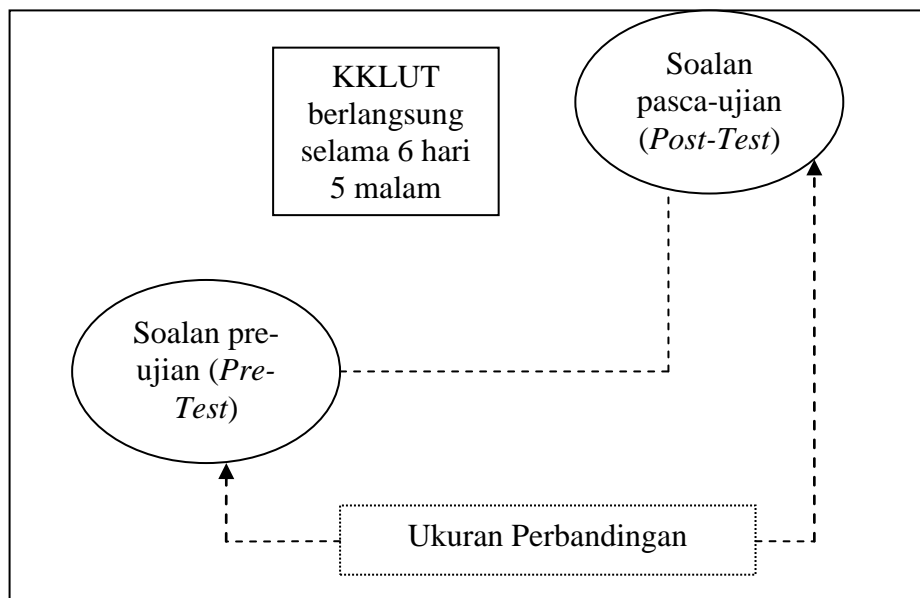 KKLUT
berlangsung
selama 6 hari
5 malam
Soalan
pasca-ujian
(Post-Test)
Soalan pre-
ujian (Pre-
Test)
Ukuran Perbandingan